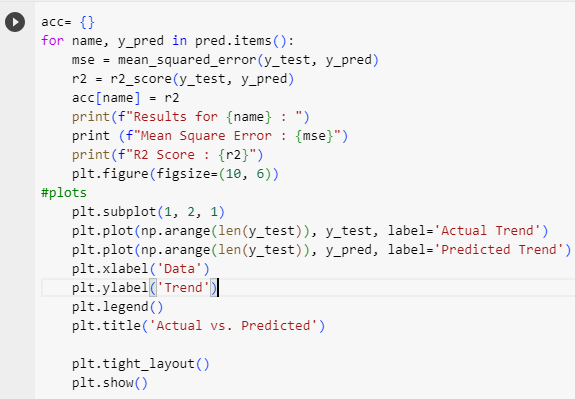 acc= {}
for name, y_pred in pred.items():
    mse = mean_squared_error(y_test, y_pred)
    r2 = r2_score(y_test, y_pred)
    acc[name] = r2
    print(f"Results for {name} : ")
    print (f"Mean Square Error : {mse}")
    print(f"R2 Score : {r2}")
    plt.figure(figsize=(10, 6))
#plots
    plt.subplot(1, 2, 1)
    plt.plot(np.arange(len(y_test)), y_test, label='Actual Trend')
    plt.plot(np.arange(len(y_test)), y_pred, label='Predicted Trend')
    plt.xlabel('Data')
    plt.ylabel('Trend')
    plt.legend()
    plt.title('Actual vs. Predicted')

    plt.tight_layout()
    plt.show()